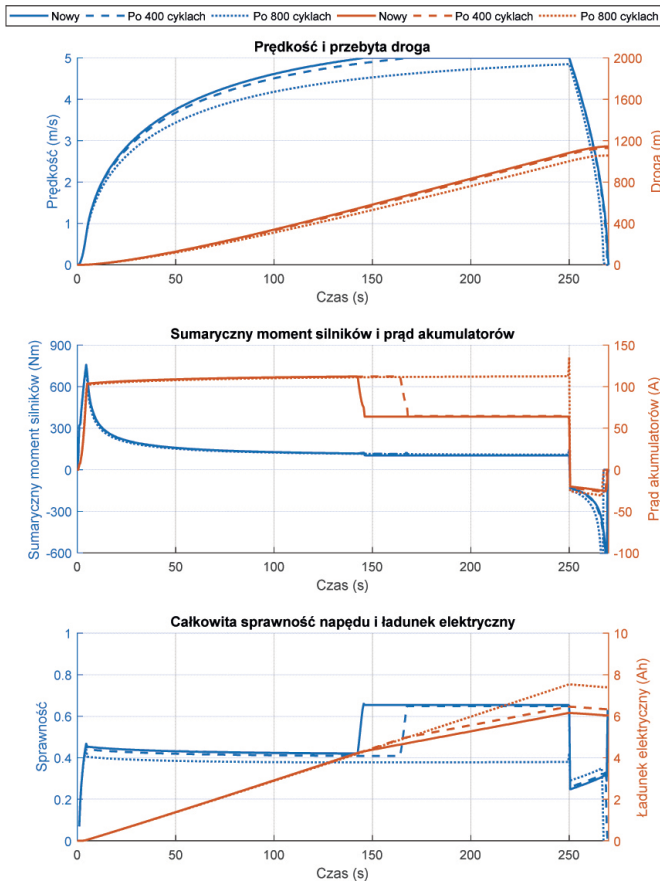 Nowy Po 400 cyklach Po 800 cyklach Nowy Po 400 cyklach Po 800 cyklach
Prędkość i przebyta droga
Prędkość (m/s)
5
4
3
2
1
0
2000
1600
1200
800
400
0
Droga (m)
0 50 100 150 200 250
Czas (s)
Sumaryczny moment silników i prąd akumulatorów
Sumaryczny moment silników (Nm)
900
600
300
0
-300
-600
150
100
50
0
-50
-100
Prąd akumulatorów (A)
0 50 100 150 200 250
Czas (s)
Całkowita sprawność napędu i ładunek elektryczny
Sprawność
1
0.8
0.6
0.4
0.2
0
10
8
6
4
2
0
Ładunek elektryczny (Ah)
0 50 100 150 200 250
Czas (s)